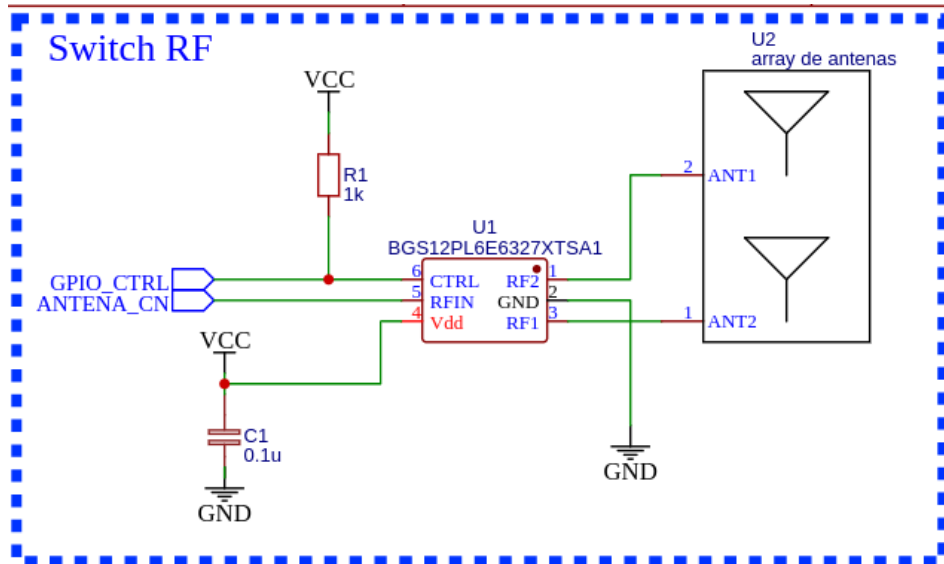 Switch RF
U2
array de antenas
VCC
R1
1k
2 ANT1
U1
BGS12PL6E6327XTSA1
GPIO_CTRL
6 CTRL RF2 1
ANTENA_CN
5 RFIN GND 2
4 Vdd RF1 3
1 ANT2
VCC
C1
0.1u
GND
GND